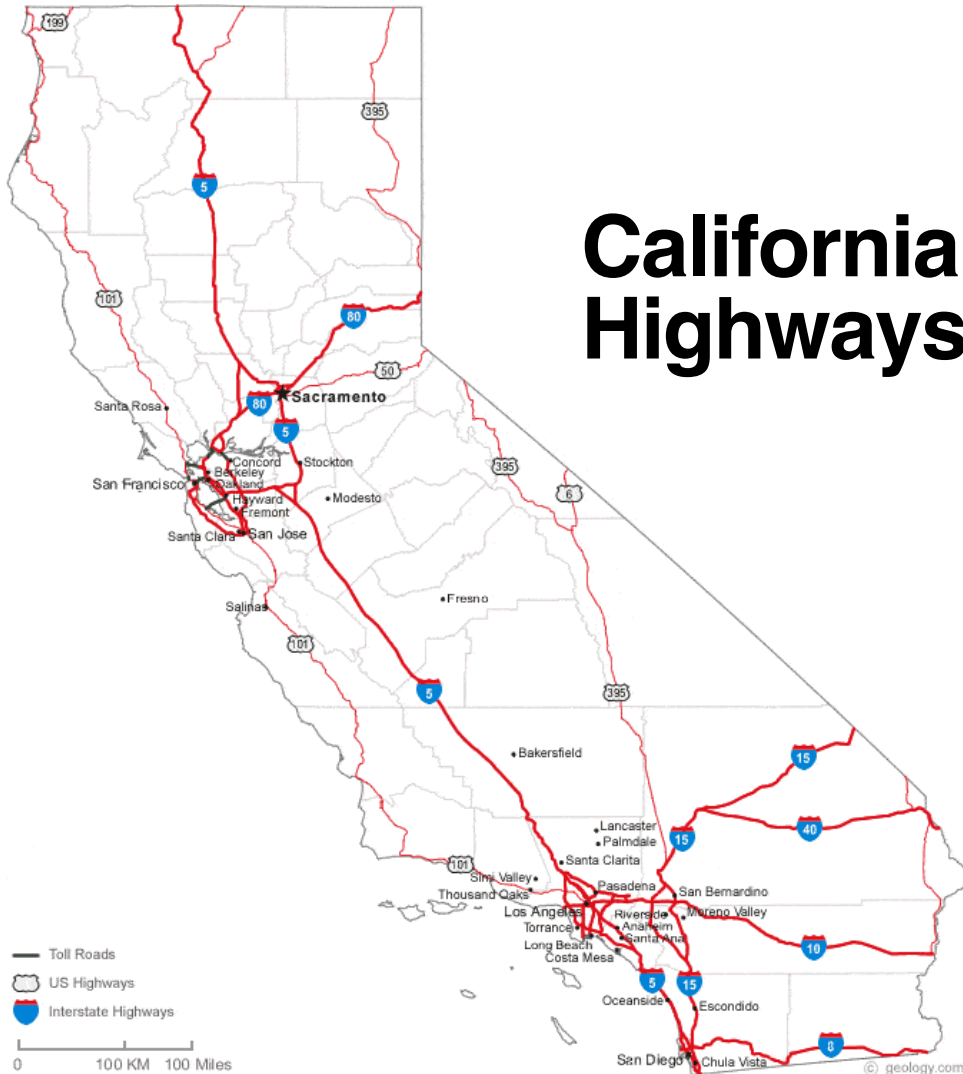 199
395
5
California
Highways
101
80
50
Santa Rosa
80
Sacramento
5
Concord
Stockton
395
Berkeley
San Francisco
Oakland
6
Hayward
Modesto
Fremont
Santa Clara
San Jose
Fresno
Salinas
101
5
395
Bakersfield
15
Lancaster
40
Palmdale
15
101
Santa Clarita
Simi Valley
Pasadena
San Bernardino
Thousand Oaks
Los Angeles
Riverside
Moreno Valley
Torrance
Anaheim
Santa Ana
Long Beach
10
Costa Mesa
Toll Roads
US Highways
5
15
Oceanside
Escondido
Interstate Highways
8
San Diego
Chula Vista
0
100 KM
100 Miles
© geology.com